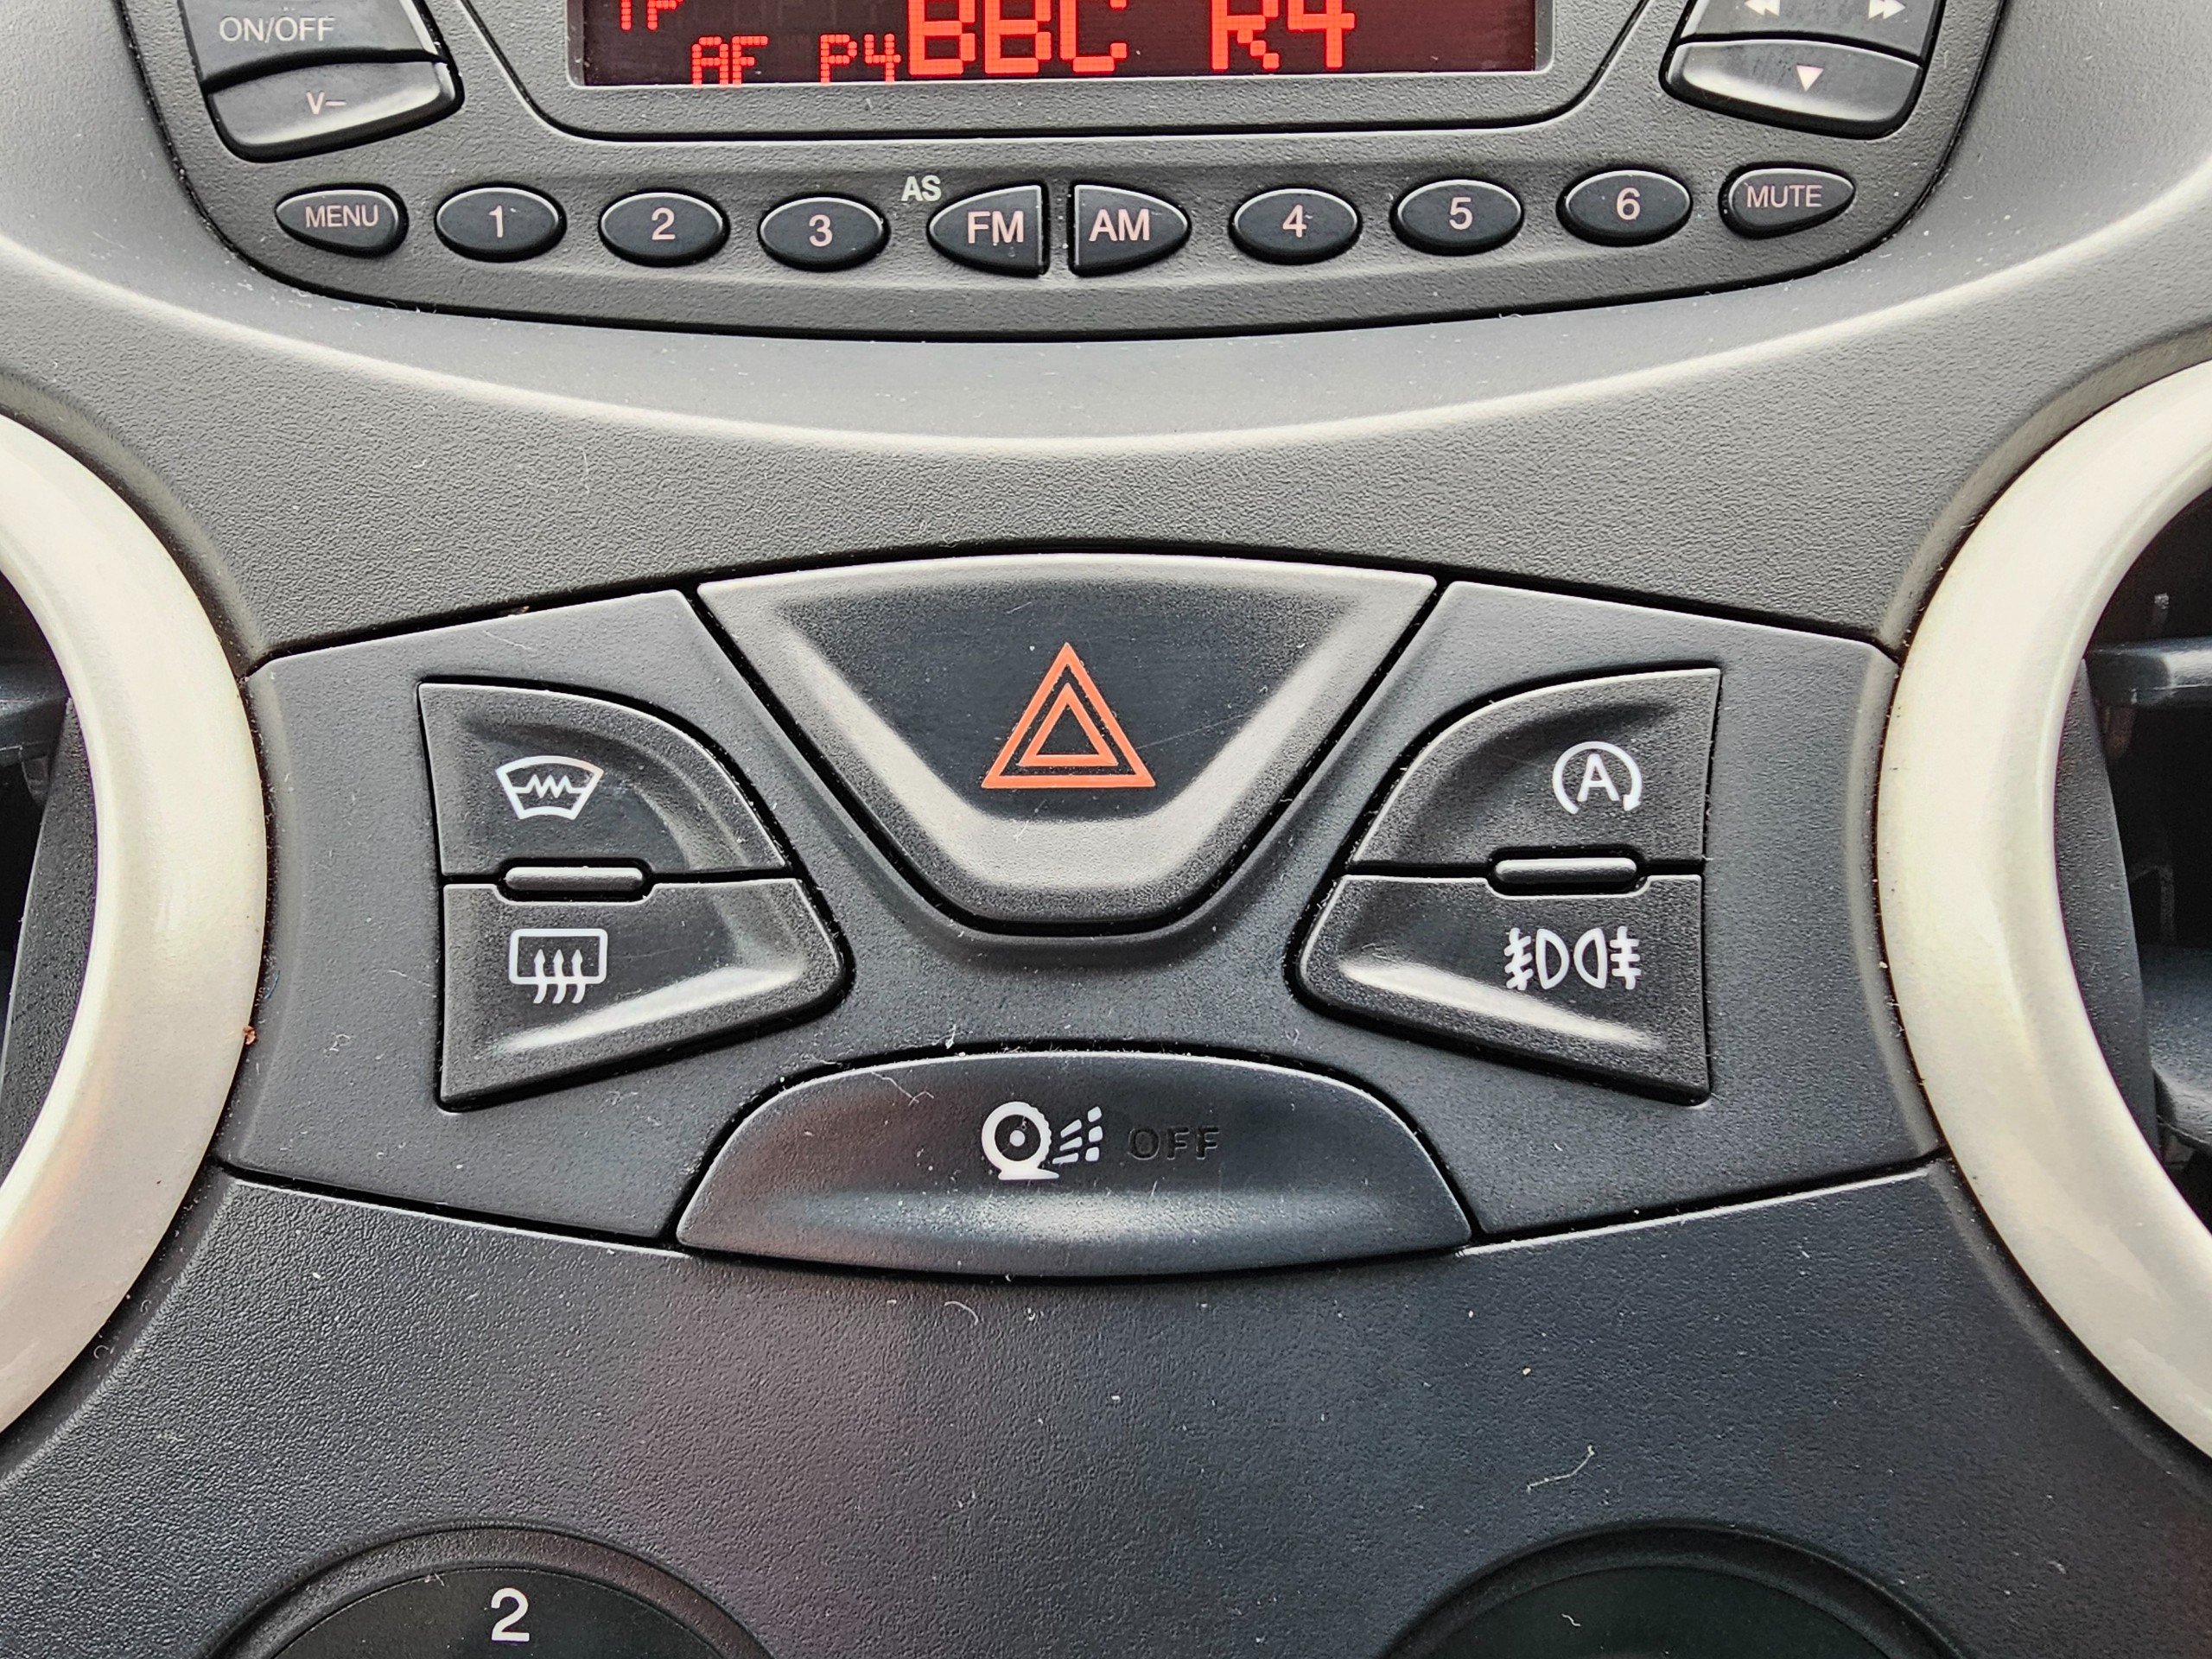 ON/OFF
V–
TP
AF P4 BBC R4
MENU 1 2 3 AS FM AM 4 5 6 MUTE
A
OFF
2